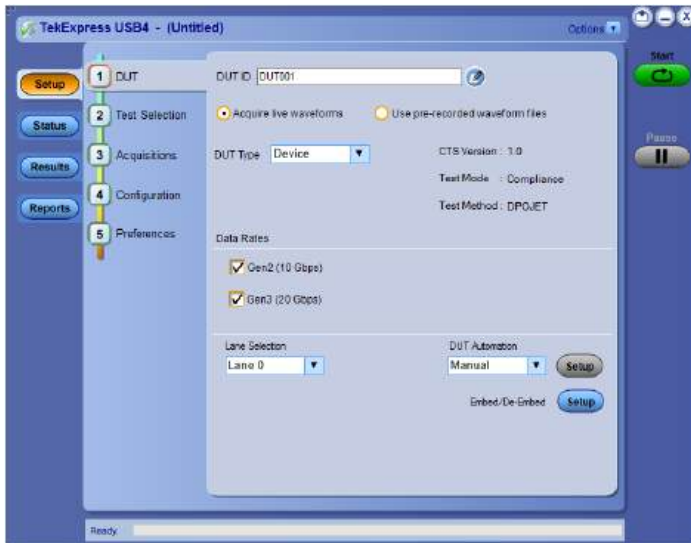 TekExpress USB4 - (Untitled)
Options
Start
Pause
Setup
Status
Results
Reports
1 DUT
2 Test Selection
3 Acquisitions
4 Configuration
5 Preferences
DUT ID DUT001
Acquire live waveforms
Use pre-recorded waveform files
DUT Type Device
CTS Version : 1.0
Test Mode : Compliance
Test Method : DPOJET
Data Rates
Gen2 (10 Gbps)
Gen3 (20 Gbps)
Lane Selection
Lane 0
DUT Automation
Manual
Setup
Embed/De-Embed
Setup
Ready